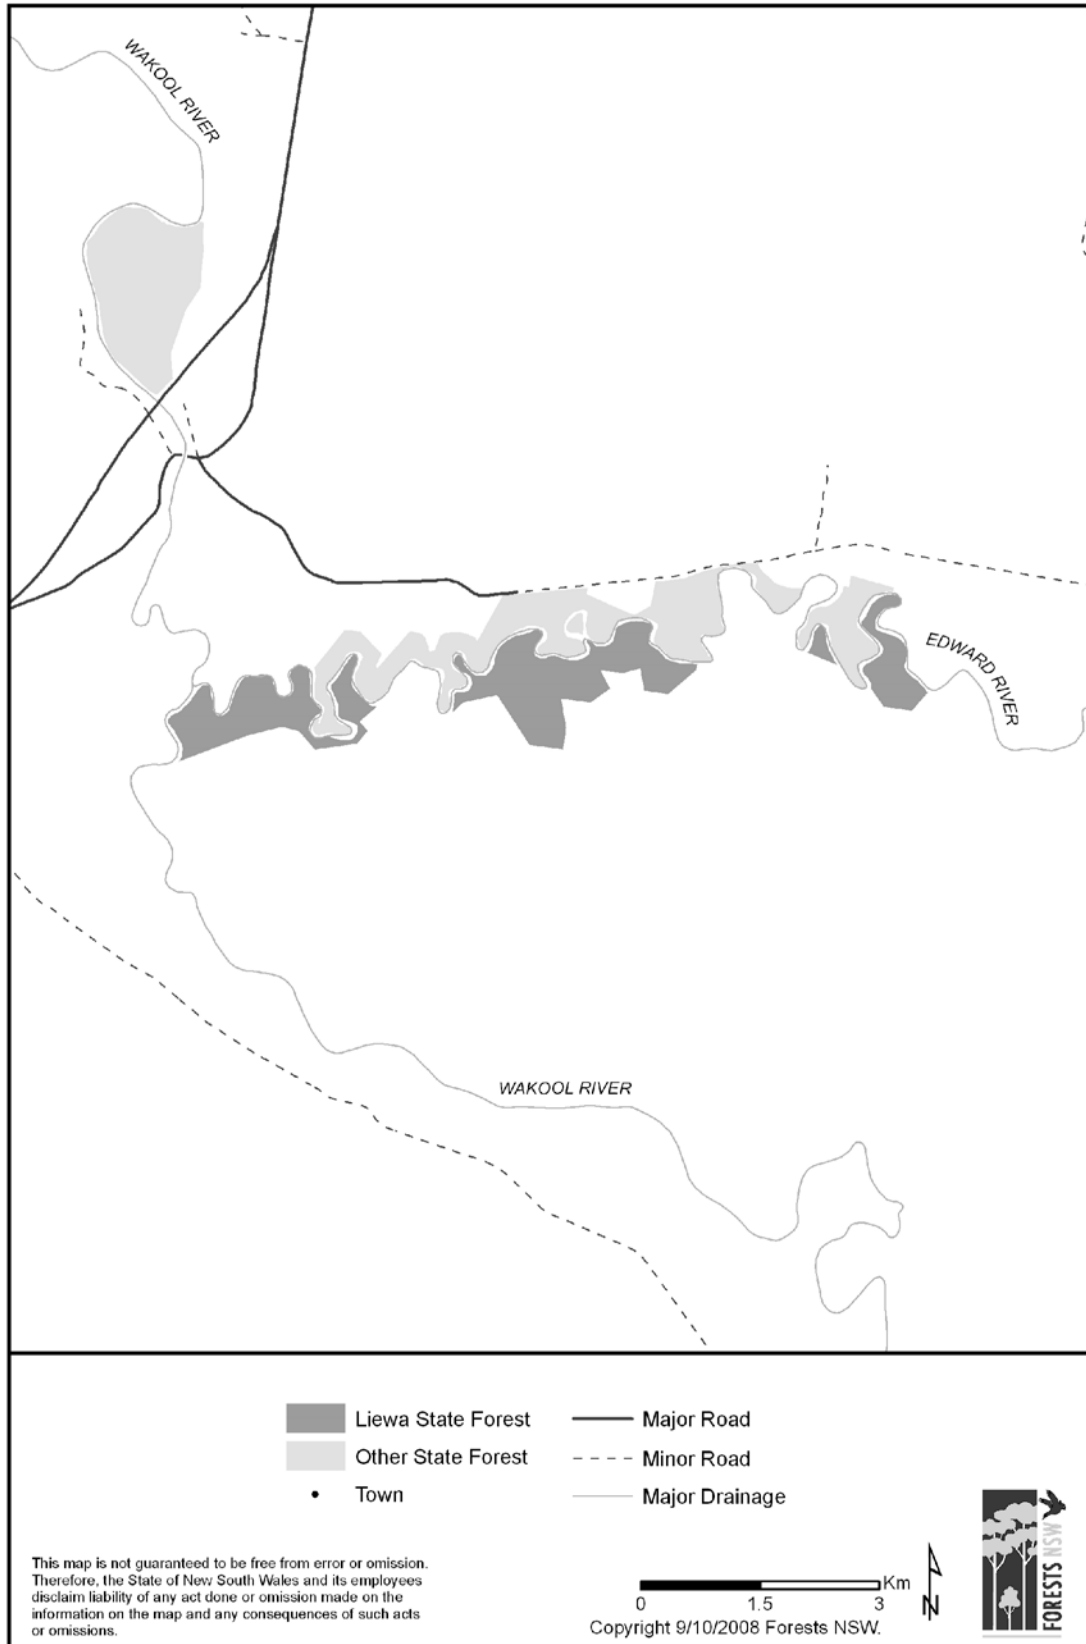 WAKOOL RIVER
EDWARD RIVER
WAKOOL RIVER
Liewa State Forest
Other State Forest
Town
Major Road
Minor Road
Major Drainage
This map is not guaranteed to be free from error or omission.
Therefore, the State of New South Wales and its employees
disclaim liability of any act done or omission made on the
information on the map and any consequences of such acts
or omissions.
Km
0 1.5 3
Copyright 9/10/2008 Forests NSW.
N
FORESTS NSW